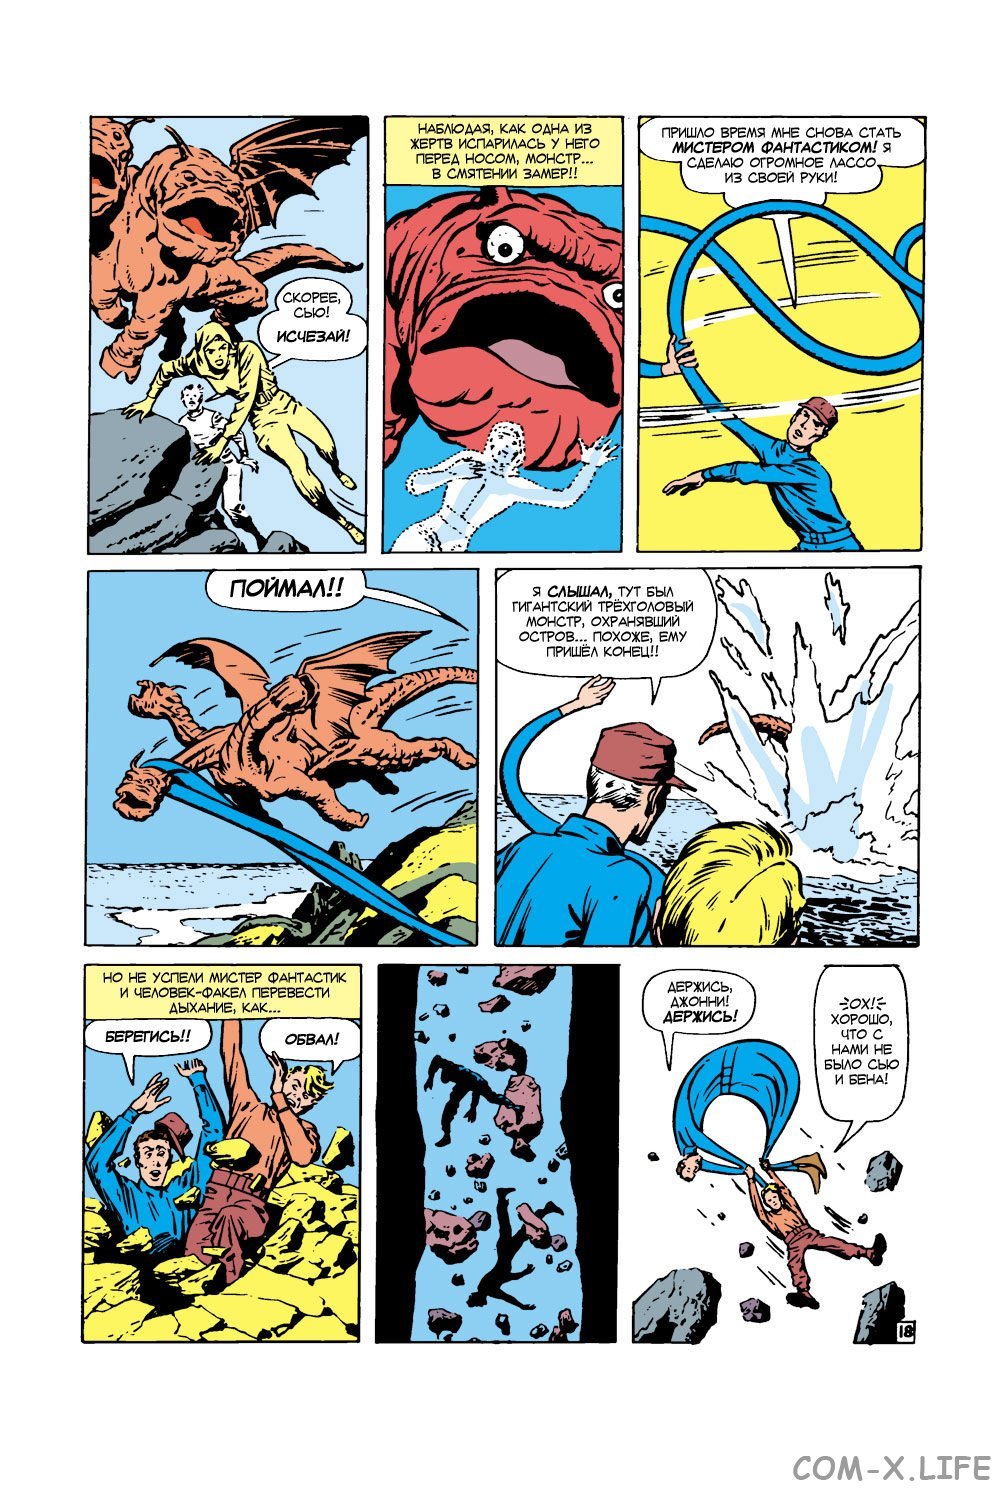 СКОРЕЕ,
СЬЮ!
ИСЧЕЗАЙ!
НАБЛЮДАЯ, КАК ОДНА ИЗ
ЖЕРТВ ИСПАРИЛАСЬ У НЕГО
ПЕРЕД НОСОМ, МОНСТР...
В СМЯТЕНИИ ЗАМЕР!!
ПРИШЛО ВРЕМЯ МНЕ СНОВА СТАТЬ
МИСТЕРОМ ФАНТАСТИКОМ! Я
СДЕЛАЮ ОГРОМНОЕ ЛАССО
ИЗ СВОЕЙ РУКИ!
ПОЙМАЛ!!
Я СЛЫШАЛ, ТУТ БЫЛ
ГИГАНТСКИЙ ТРЁХГОЛОВЫЙ
МОНСТР, ОХРАНЯВШИЙ
ОСТРОВ... ПОХОЖЕ, ЕМУ
ПРИШЁЛ КОНЕЦ!!
НО НЕ УСПЕЛИ МИСТЕР ФАНТАСТИК
И ЧЕЛОВЕК-ФАКЕЛ ПЕРЕВЕСТИ
ДЫХАНИЕ, КАК...
БЕРЕГИСЬ!!
ОБВАЛ!
ДЕРЖИСЬ,
ДЖОННИ!
ДЕРЖИСЬ!
ОХ!
ХОРОШО,
ЧТО С
НАМИ НЕ
БЫЛО СЬЮ
И БЕНА!
18
COM-X.LIFE